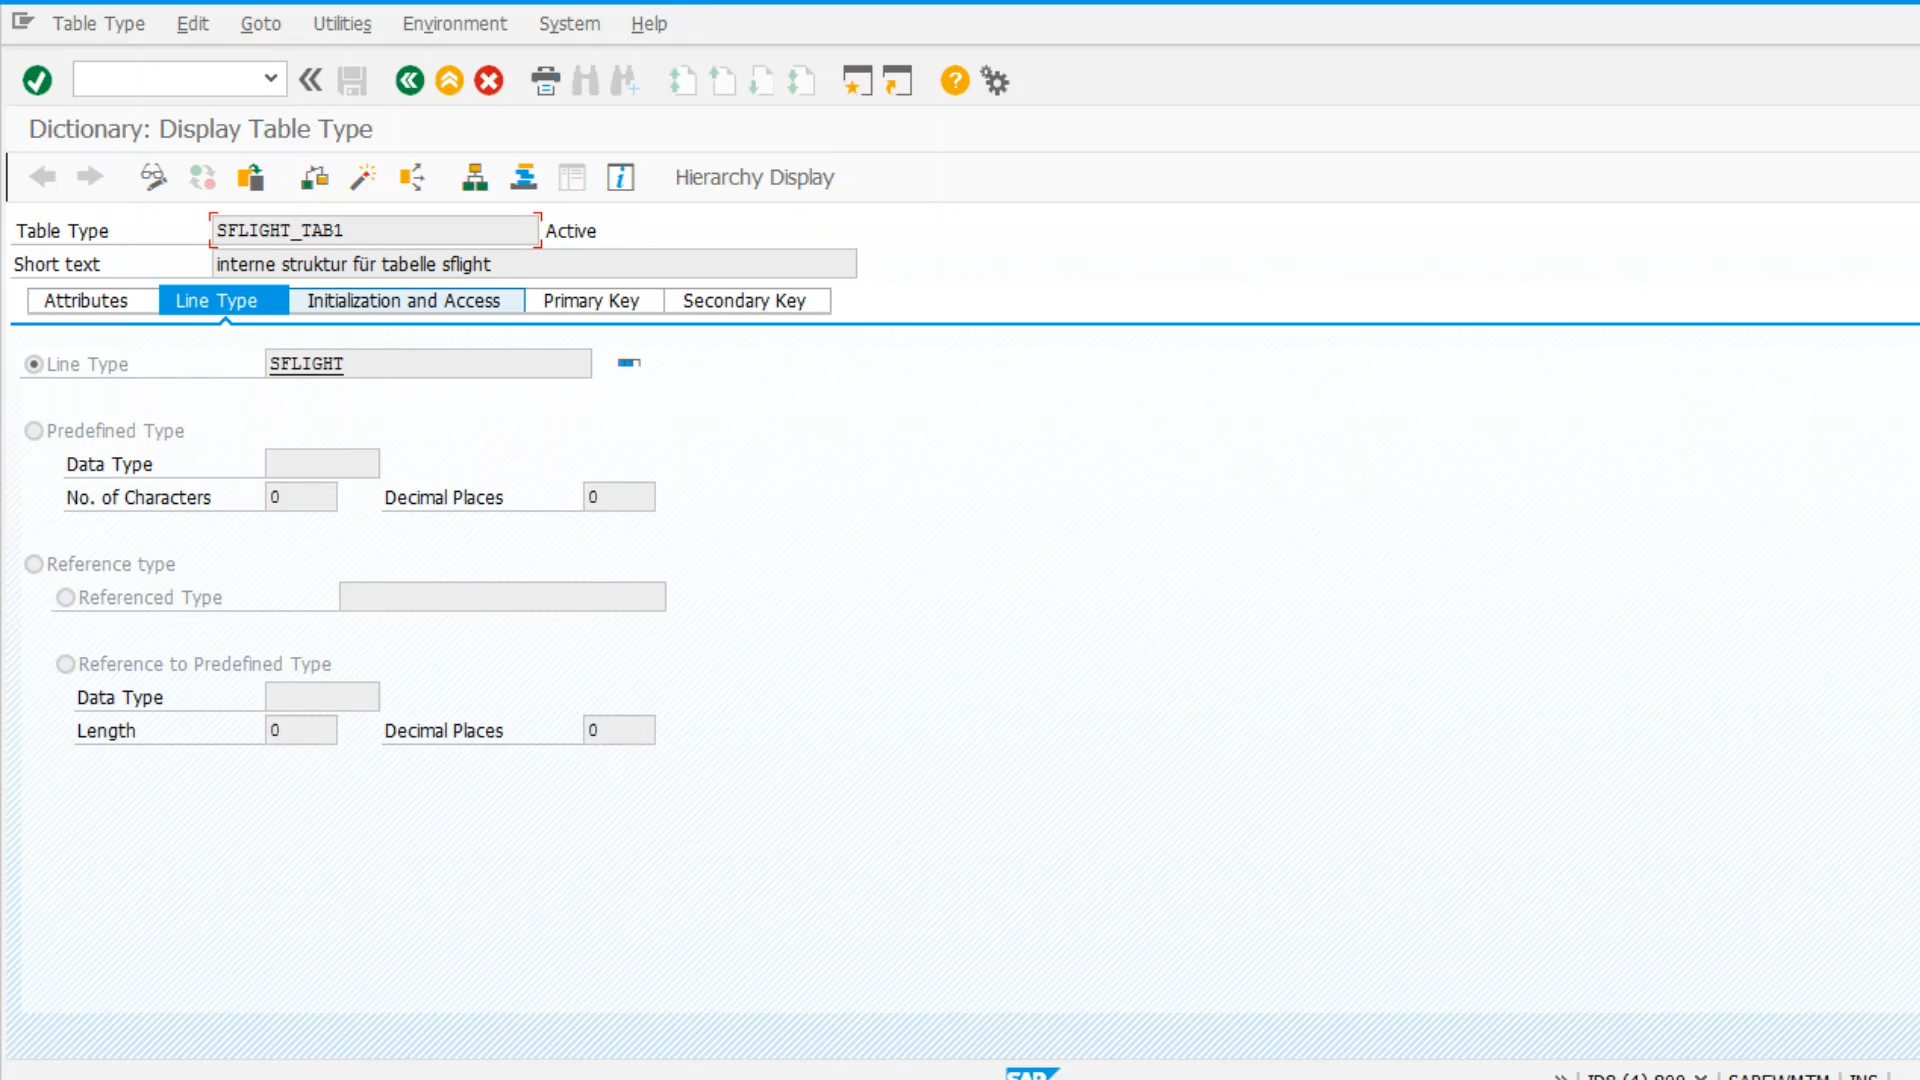 Table Type Edit Goto Utilities Environment System Help
Dictionary: Display Table Type
Hierarchy Display
Table Type SFLIGHT_TAB1 Active
Short text interne struktur für tabelle sflight
Attributes Line Type Initialization and Access Primary Key Secondary Key
Line Type SFLIGHT
Predefined Type
Data Type
No. of Characters 0 Decimal Places 0
Reference type
Referenced Type
Reference to Predefined Type
Data Type
Length 0 Decimal Places 0
SAP